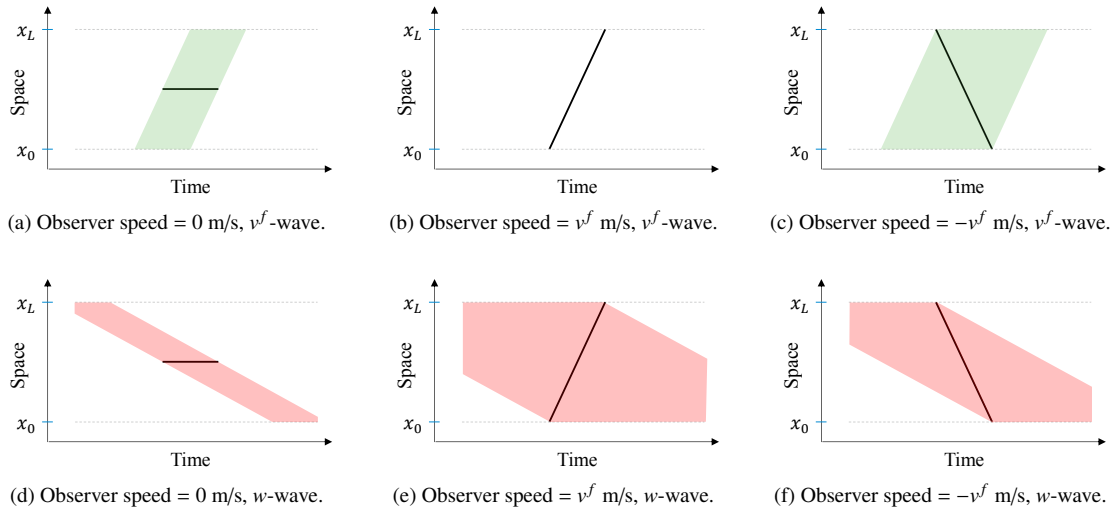 x_L
Space
x_0
Time
(a) Observer speed = 0 m/s, v^f-wave.
x_L
Space
x_0
Time
(b) Observer speed = v^f m/s, v^f-wave.
x_L
Space
x_0
Time
(c) Observer speed = −v^f m/s, v^f-wave.
x_L
Space
x_0
Time
(d) Observer speed = 0 m/s, w-wave.
x_L
Space
x_0
Time
(e) Observer speed = v^f m/s, w-wave.
x_L
Space
x_0
Time
(f) Observer speed = −v^f m/s, w-wave.